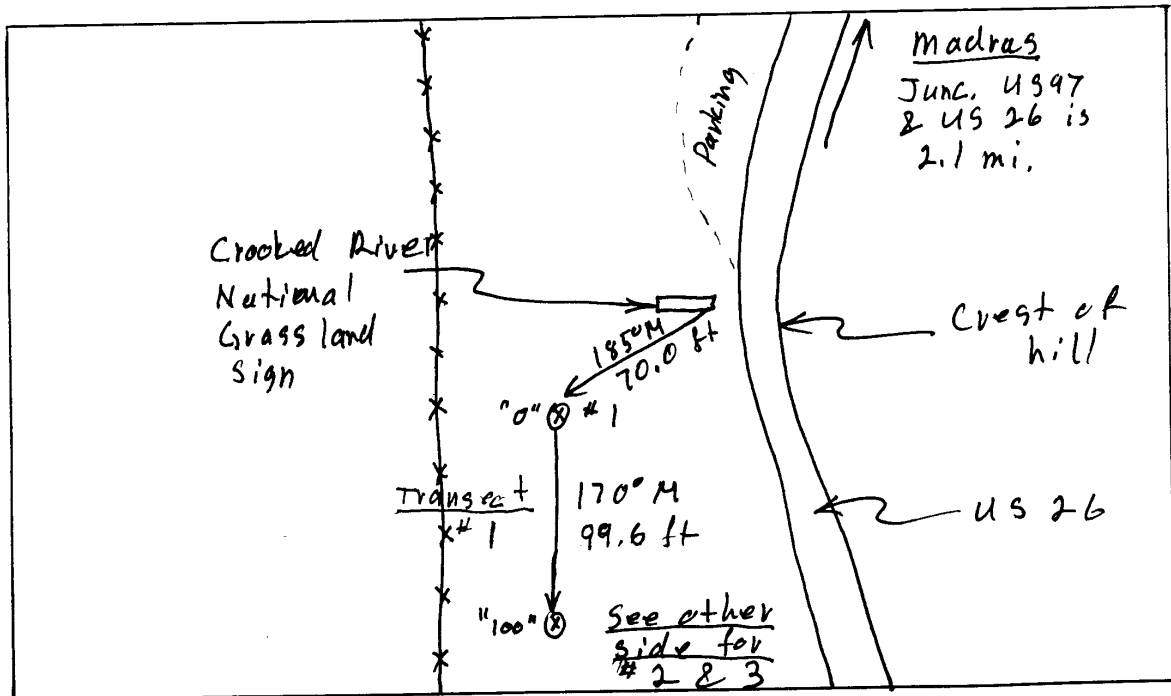 Madras
Junc. US97
& US 26 is
2.1 mi.
Parking
Crooked River
National
Grassland
Sign
185° M
70.0 ft
Crest of
hill
"0" #1
Transect
#1
170° M
99.6 ft
US 26
"100"
See other
side for
#2 & 3